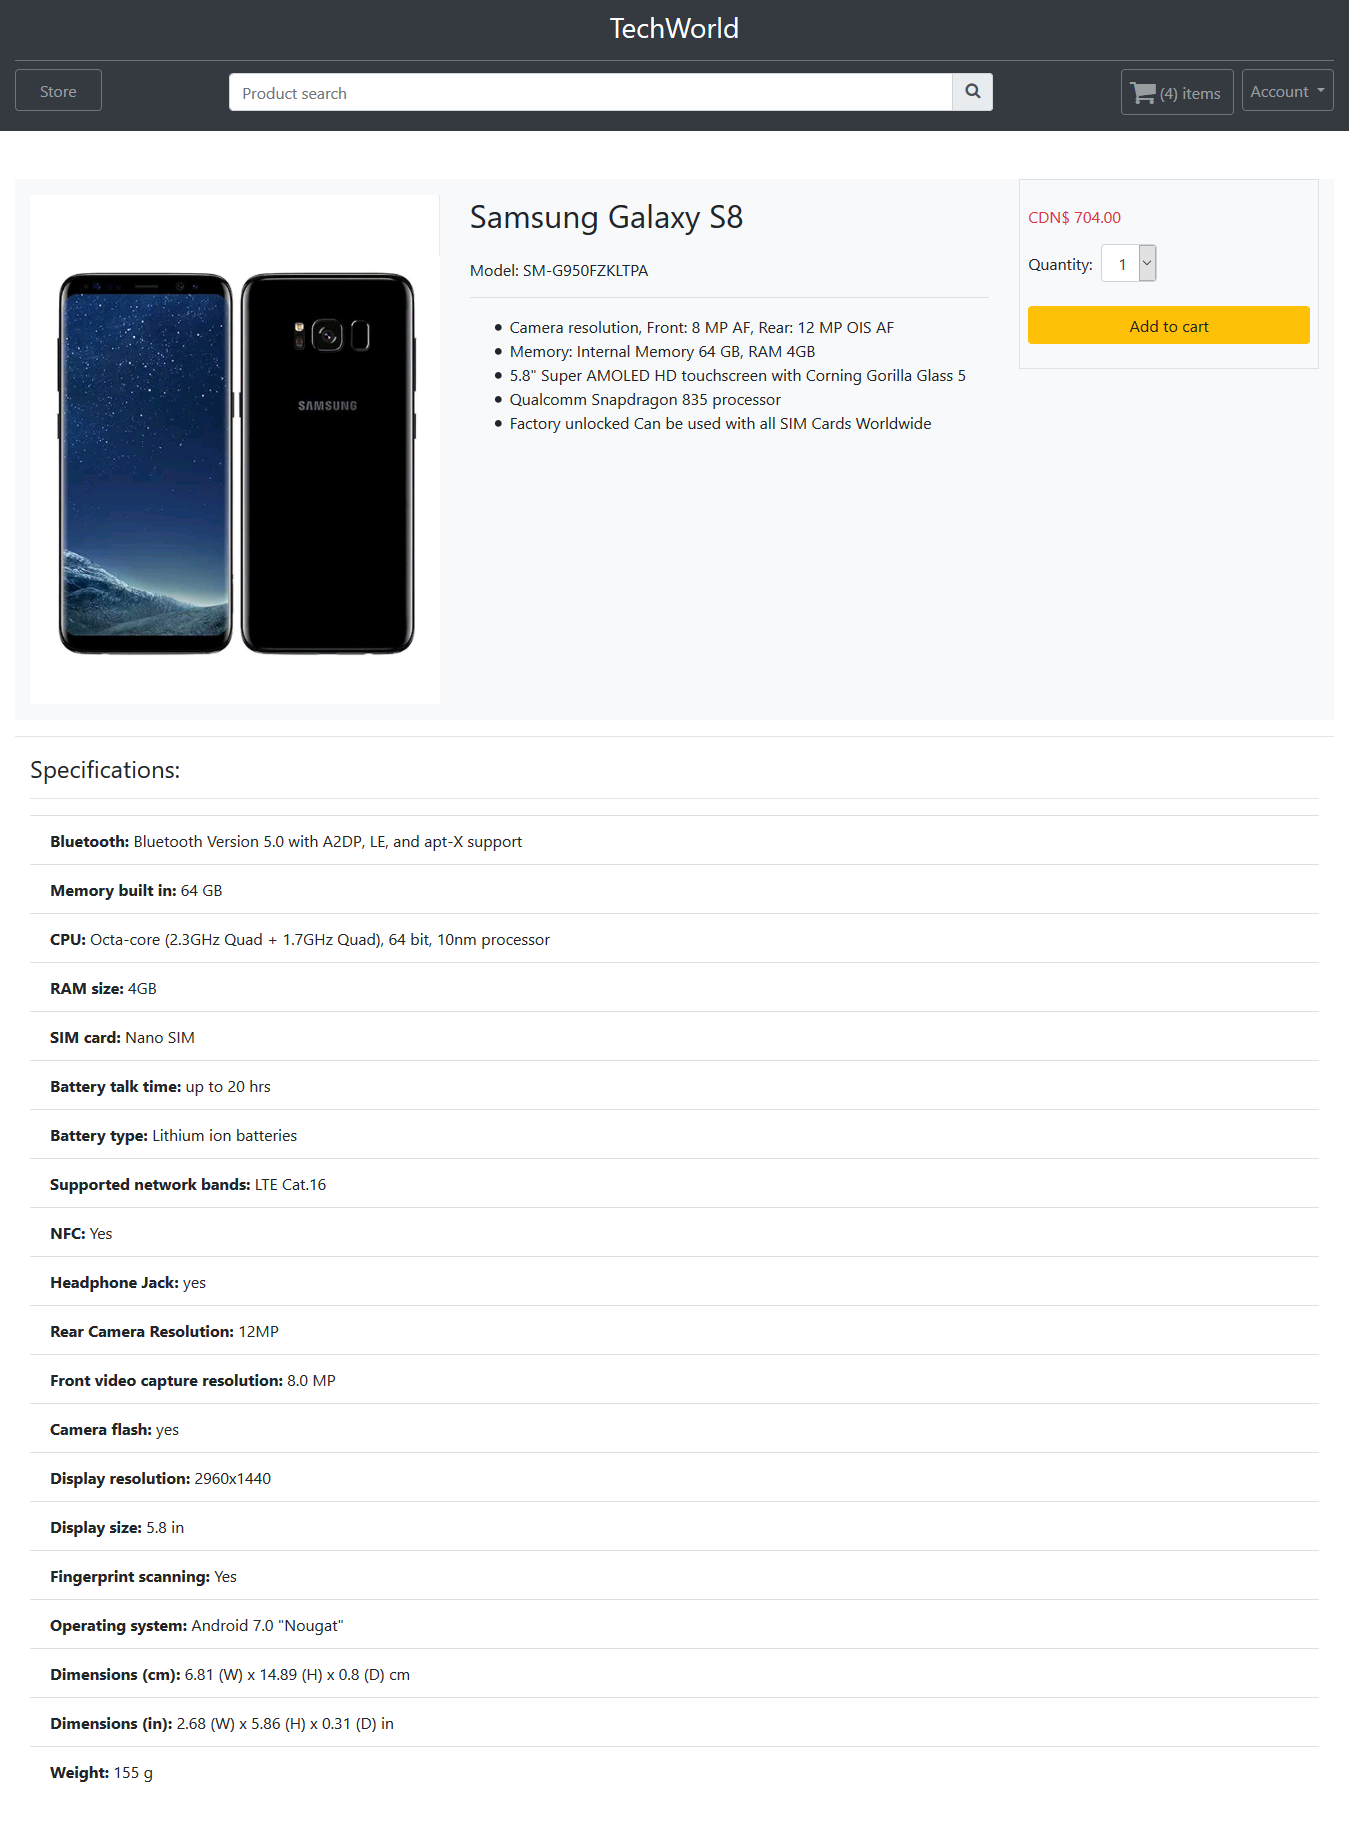 TechWorld
Store
Product search
(4) items
Account
Samsung Galaxy S8
Model: SM-G950FZKLTPA
Camera resolution, Front: 8 MP AF, Rear: 12 MP OIS AF
Memory: Internal Memory 64 GB, RAM 4GB
5.8" Super AMOLED HD touchscreen with Corning Gorilla Glass 5
Qualcomm Snapdragon 835 processor
Factory unlocked Can be used with all SIM Cards Worldwide
CDN$ 704.00
Quantity: 1
Add to cart
SAMSUNG
Specifications:
Bluetooth: Bluetooth Version 5.0 with A2DP, LE, and apt-X support
Memory built in: 64 GB
CPU: Octa-core (2.3GHz Quad + 1.7GHz Quad), 64 bit, 10nm processor
RAM size: 4GB
SIM card: Nano SIM
Battery talk time: up to 20 hrs
Battery type: Lithium ion batteries
Supported network bands: LTE Cat.16
NFC: Yes
Headphone Jack: yes
Rear Camera Resolution: 12MP
Front video capture resolution: 8.0 MP
Camera flash: yes
Display resolution: 2960x1440
Display size: 5.8 in
Fingerprint scanning: Yes
Operating system: Android 7.0 "Nougat"
Dimensions (cm): 6.81 (W) x 14.89 (H) x 0.8 (D) cm
Dimensions (in): 2.68 (W) x 5.86 (H) x 0.31 (D) in
Weight: 155 g